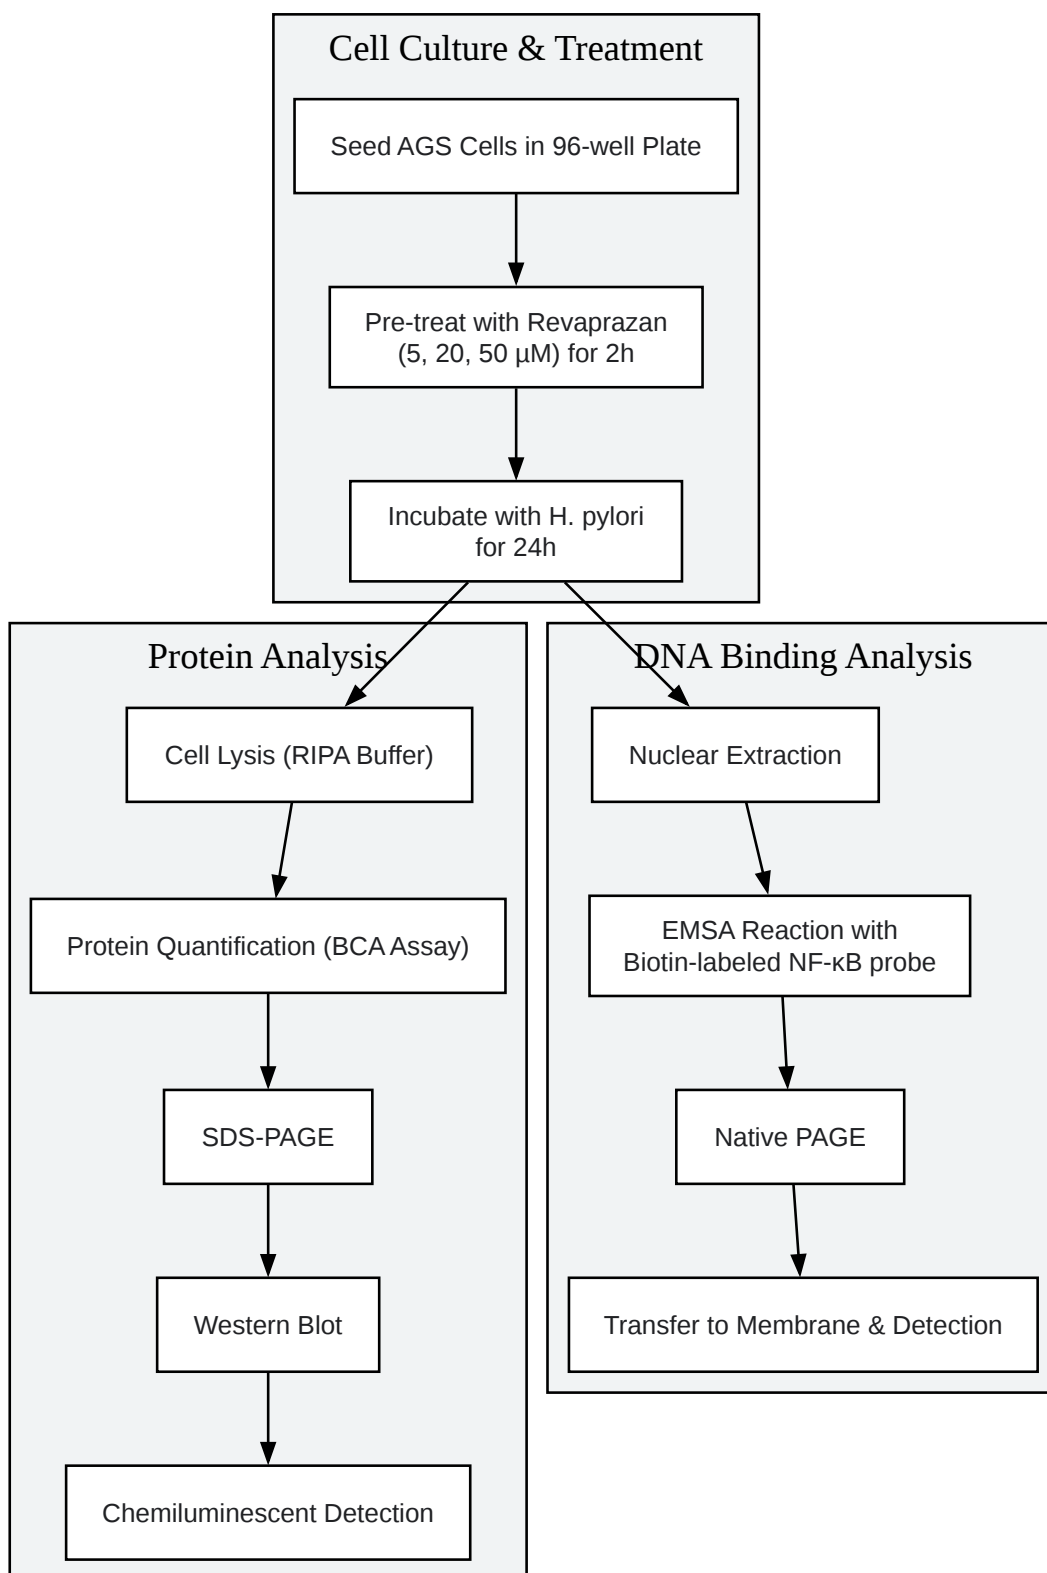 Cell Culture & Treatment
Seed AGS Cells in 96-well Plate
Pre-treat with Revaprazan
(5, 20, 50 µM) for 2h
Incubate with H. pylori
for 24h
Protein Analysis
Cell Lysis (RIPA Buffer)
Protein Quantification (BCA Assay)
SDS-PAGE
Western Blot
Chemiluminescent Detection
DNA Binding Analysis
Nuclear Extraction
EMSA Reaction with
Biotin-labeled NF-κB probe
Native PAGE
Transfer to Membrane & Detection